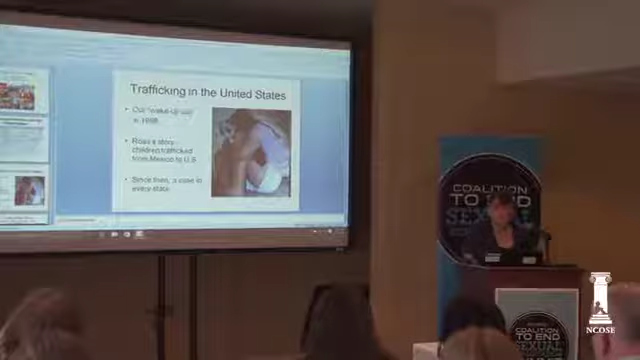 Trafficking in the United States
• Our "wake-up call"
in 1998
• Rosa's story
children trafficked
from Mexico to U.S
• Since then, a case in
every state
COALITION
TO END
SEXUAL
COALITION
TO END
SEXUAL
NCOSE